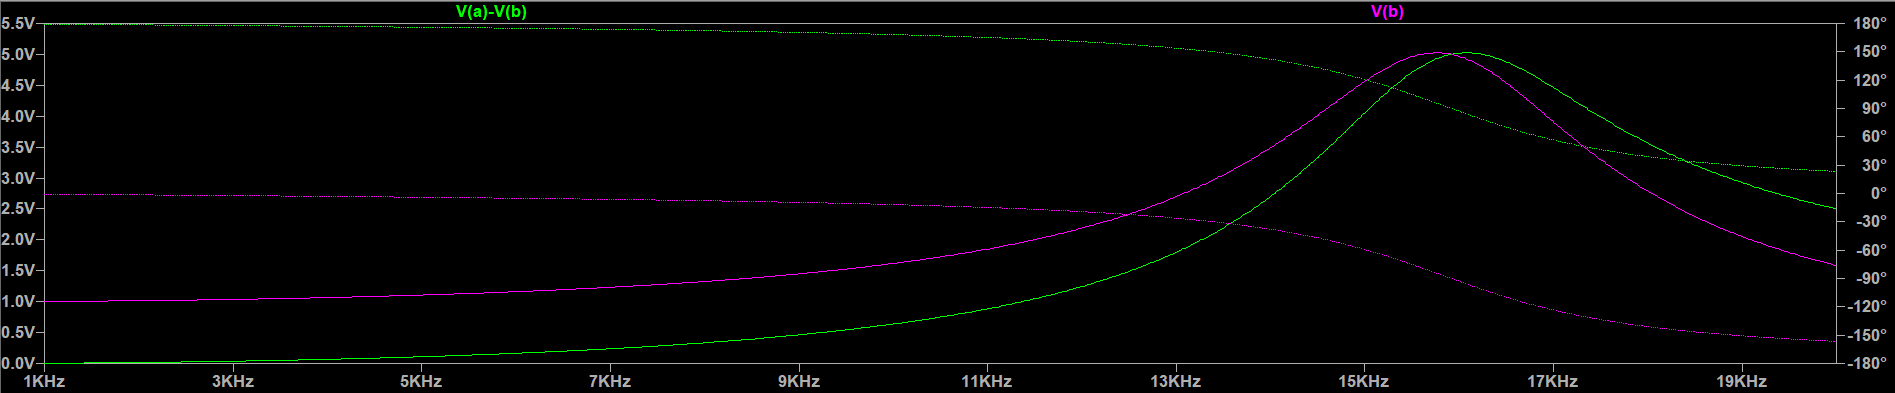 V(a)-V(b) V(b)
5.5V 180°
5.0V 150°
4.5V 120°
4.0V 90°
3.5V 60°
3.0V 30°
2.5V 0°
2.0V -30°
1.5V -60°
1.0V -90°
0.5V -120°
0.0V -150°
-180°
1KHz 3KHz 5KHz 7KHz 9KHz 11KHz 13KHz 15KHz 17KHz 19KHz